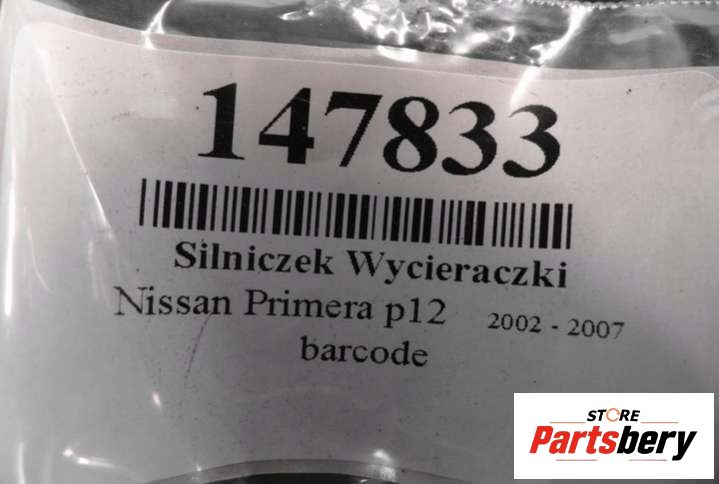 147833
Silniczek Wycieraczki
Nissan Primera p12 2002 - 2007
barcode
STORE
Partsbery